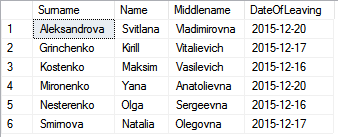 Surname Name Middlename DateOfLeaving
1 Aleksandrova Svitlana Vladimirovna 2015-12-20
2 Grinchenko Kirill Vitalievich 2015-12-17
3 Kostenko Maksim Vasilevich 2015-12-16
4 Mironenko Yana Anatolievna 2015-12-20
5 Nesterenko Olga Sergeevna 2015-12-16
6 Smirnova Natalia Olegovna 2015-12-17